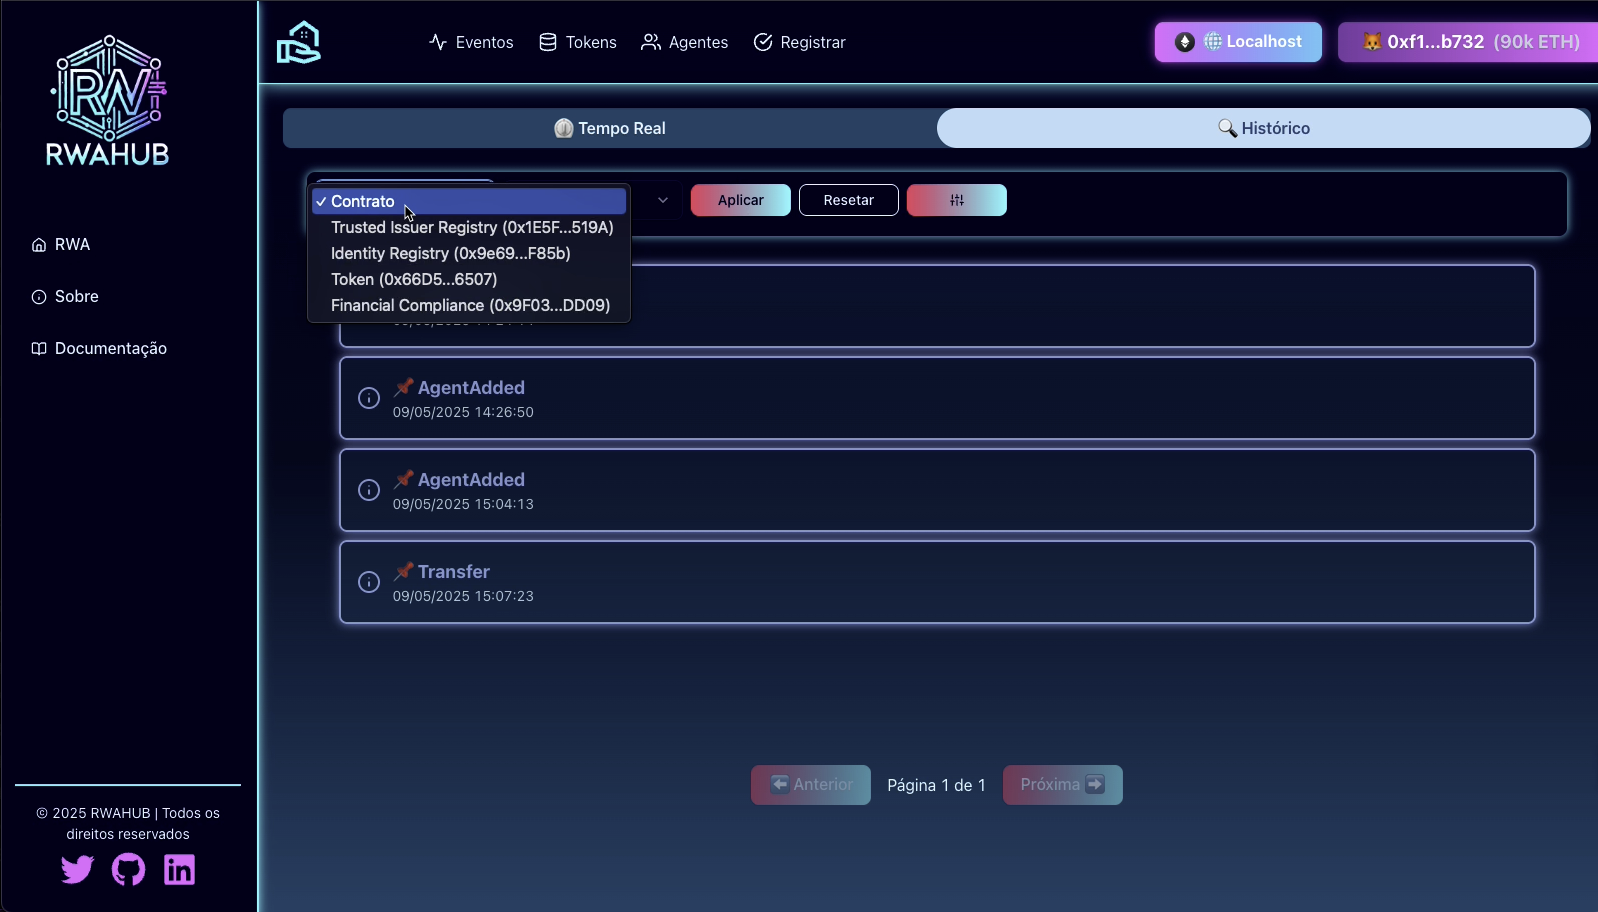 RW
RWAHUB
RWA
Sobre
Documentação
© 2025 RWAHUB | Todos os
direitos reservados
Eventos
Tokens
Agentes
Registrar
Localhost
0xf1...b732 (90k ETH)
Tempo Real
Histórico
Contrato
Trusted Issuer Registry (0x1E5F...519A)
Identity Registry (0x9e69...F85b)
Token (0x66D5...6507)
Financial Compliance (0x9F03...DD09)
Aplicar
Resetar
AgentAdded
09/05/2025 14:26:50
AgentAdded
09/05/2025 15:04:13
Transfer
09/05/2025 15:07:23
Anterior
Página 1 de 1
Próxima